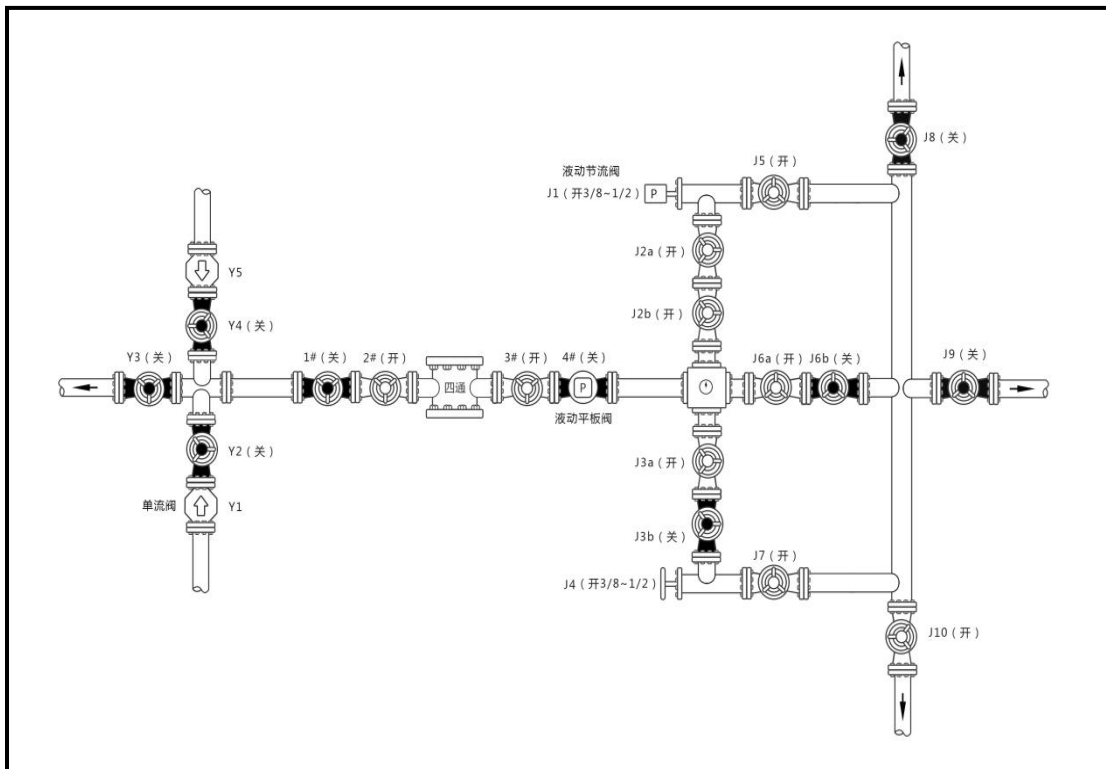 J8（关）
液动节流阀
J5（开）
J1（开3/8~1/2）
P
J2a（开）
Y5
J2b（开）
Y4（关）
Y3（关）
1#（关）
2#（开）
3#（开）
4#（关）
J6a（开）
J6b（关）
J9（关）
四通
P
液动平板阀
Y2（关）
J3a（开）
单流阀
Y1
J3b（关）
J7（开）
J4（开3/8~1/2）
J10（开）